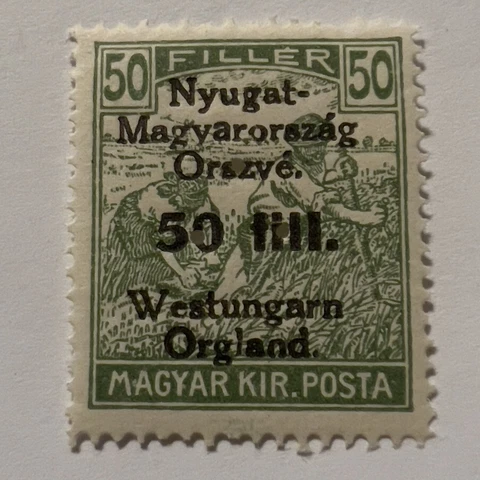 50 FILLÉR 50
Nyugat-
Magyarország
Orszvé.
50 fill.
Westungarn
Orgland.
MAGYAR KIR. POSTA